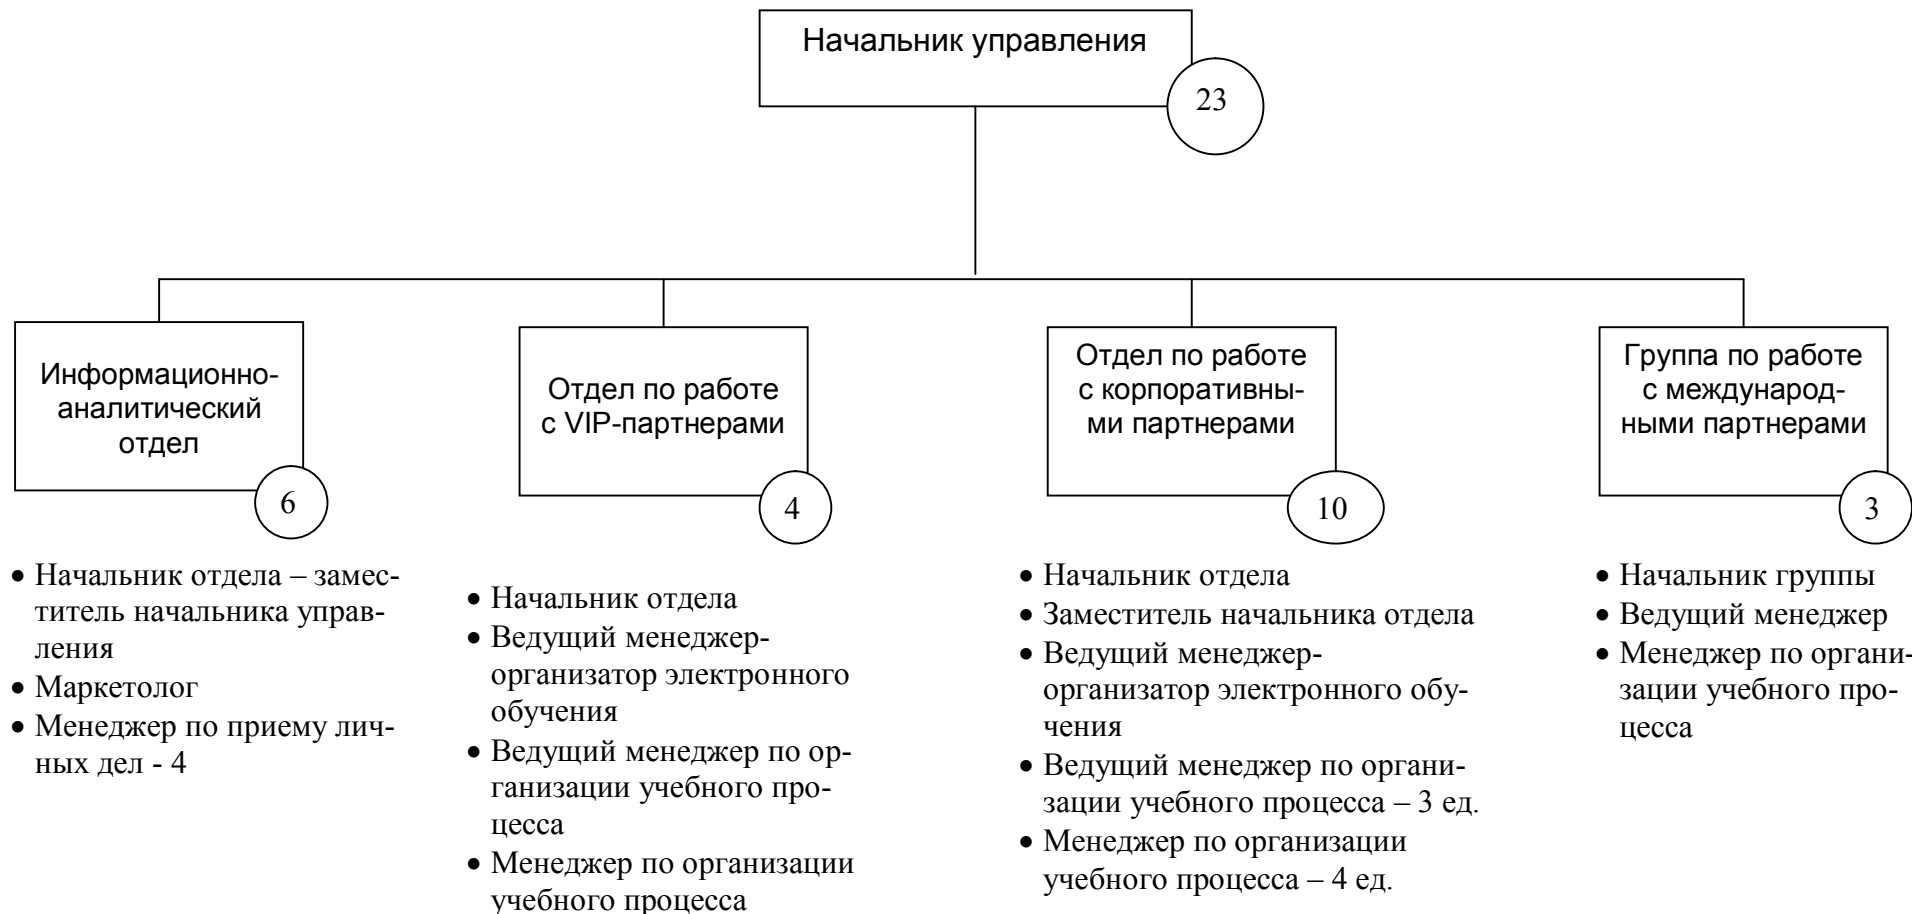 Начальник управления
23
Информационно-
аналитический
отдел
6
• Начальник отдела – замес-
титель начальника управ-
ления
• Маркетолог
• Менеджер по приему лич-
ных дел - 4
Отдел по работе
с VIP-партнерами
4
• Начальник отдела
• Ведущий менеджер-
организатор электронного
обучения
• Ведущий менеджер по ор-
ганизации учебного про-
цесса
• Менеджер по организации
учебного процесса
Отдел по работе
с корпоративны-
ми партнерами
10
• Начальник отдела
• Заместитель начальника отдела
• Ведущий менеджер-
организатор электронного обу-
чения
• Ведущий менеджер по органи-
зации учебного процесса – 3 ед.
• Менеджер по организации
учебного процесса – 4 ед.
Группа по работе
с международ-
ными партнерами
3
• Начальник группы
• Ведущий менеджер
• Менеджер по органи-
зации учебного про-
цесса